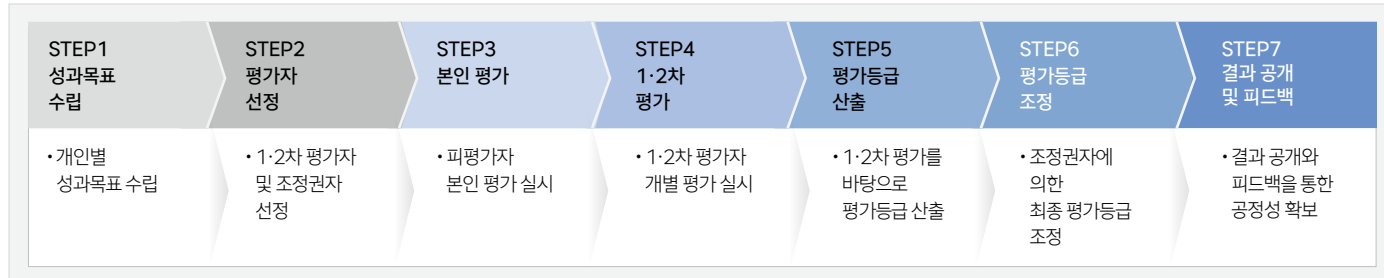 STEP1
성과목표
수립
STEP2
평가자
선정
STEP3
본인 평가
STEP4
1·2차
평가
STEP5
평가등급
산출
STEP6
평가등급
조정
STEP7
결과 공개
및 피드백
• 개인별
성과목표 수립
• 1·2차 평가자
및 조정권자
선정
• 피평가자
본인 평가 실시
• 1·2차 평가자
개별 평가 실시
• 1·2차 평가를
바탕으로
평가등급 산출
• 조정권자에
의한
최종 평가등급
조정
• 결과 공개와
피드백을 통한
공정성 확보